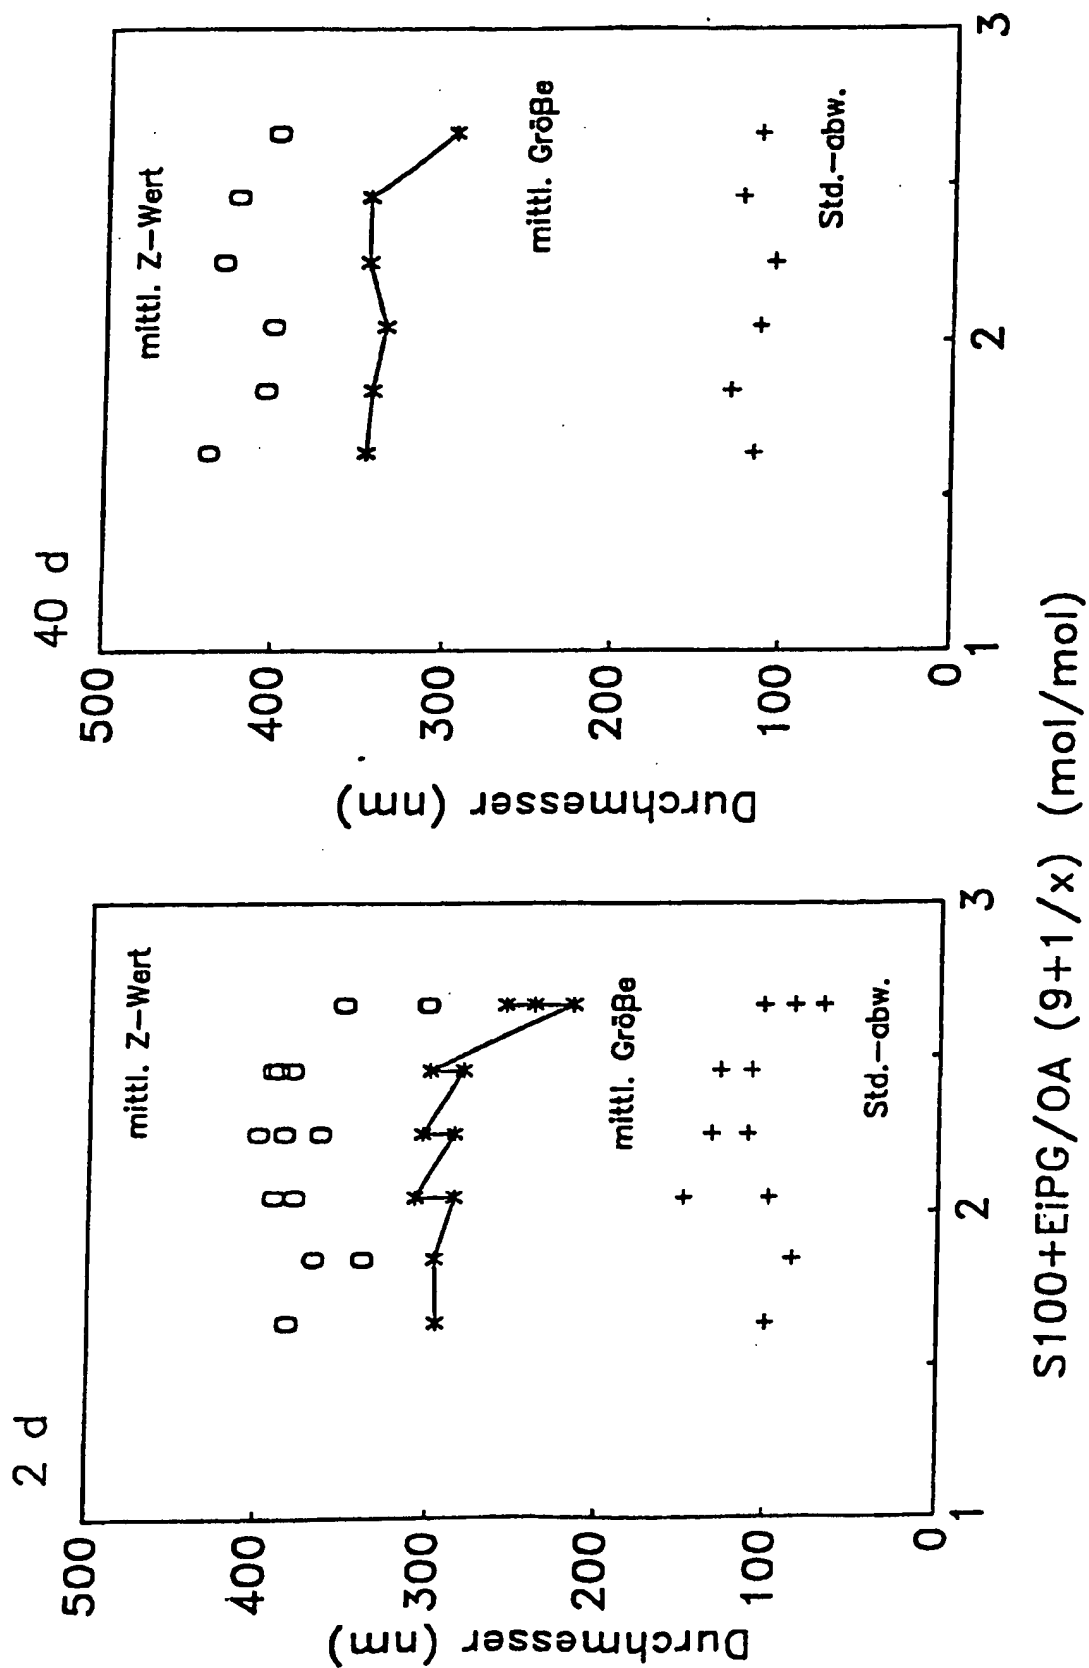 2 d
500
400
300
200
100
0
Durchmesser (nm)
mittl. Z-Wert
mittl. Größe
Std.-abw.
1
2
3
40 d
500
400
300
200
100
0
Durchmesser (nm)
mittl. Z-Wert
mittl. Größe
Std.-abw.
1
2
3
S100+EiPG/OA (9+1/x) (mol/mol)